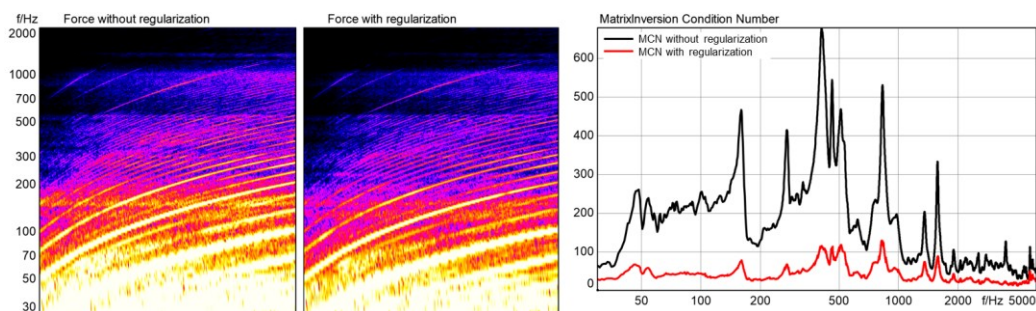 f/Hz Force without regularization
2000
1000
700
500
300
200
100
70
50
30
Force with regularization
MatrixInversion Condition Number
MCN without regularization
MCN with regularization
600
500
400
300
200
100
0
50 100 200 500 1000 2000 f/Hz 5000